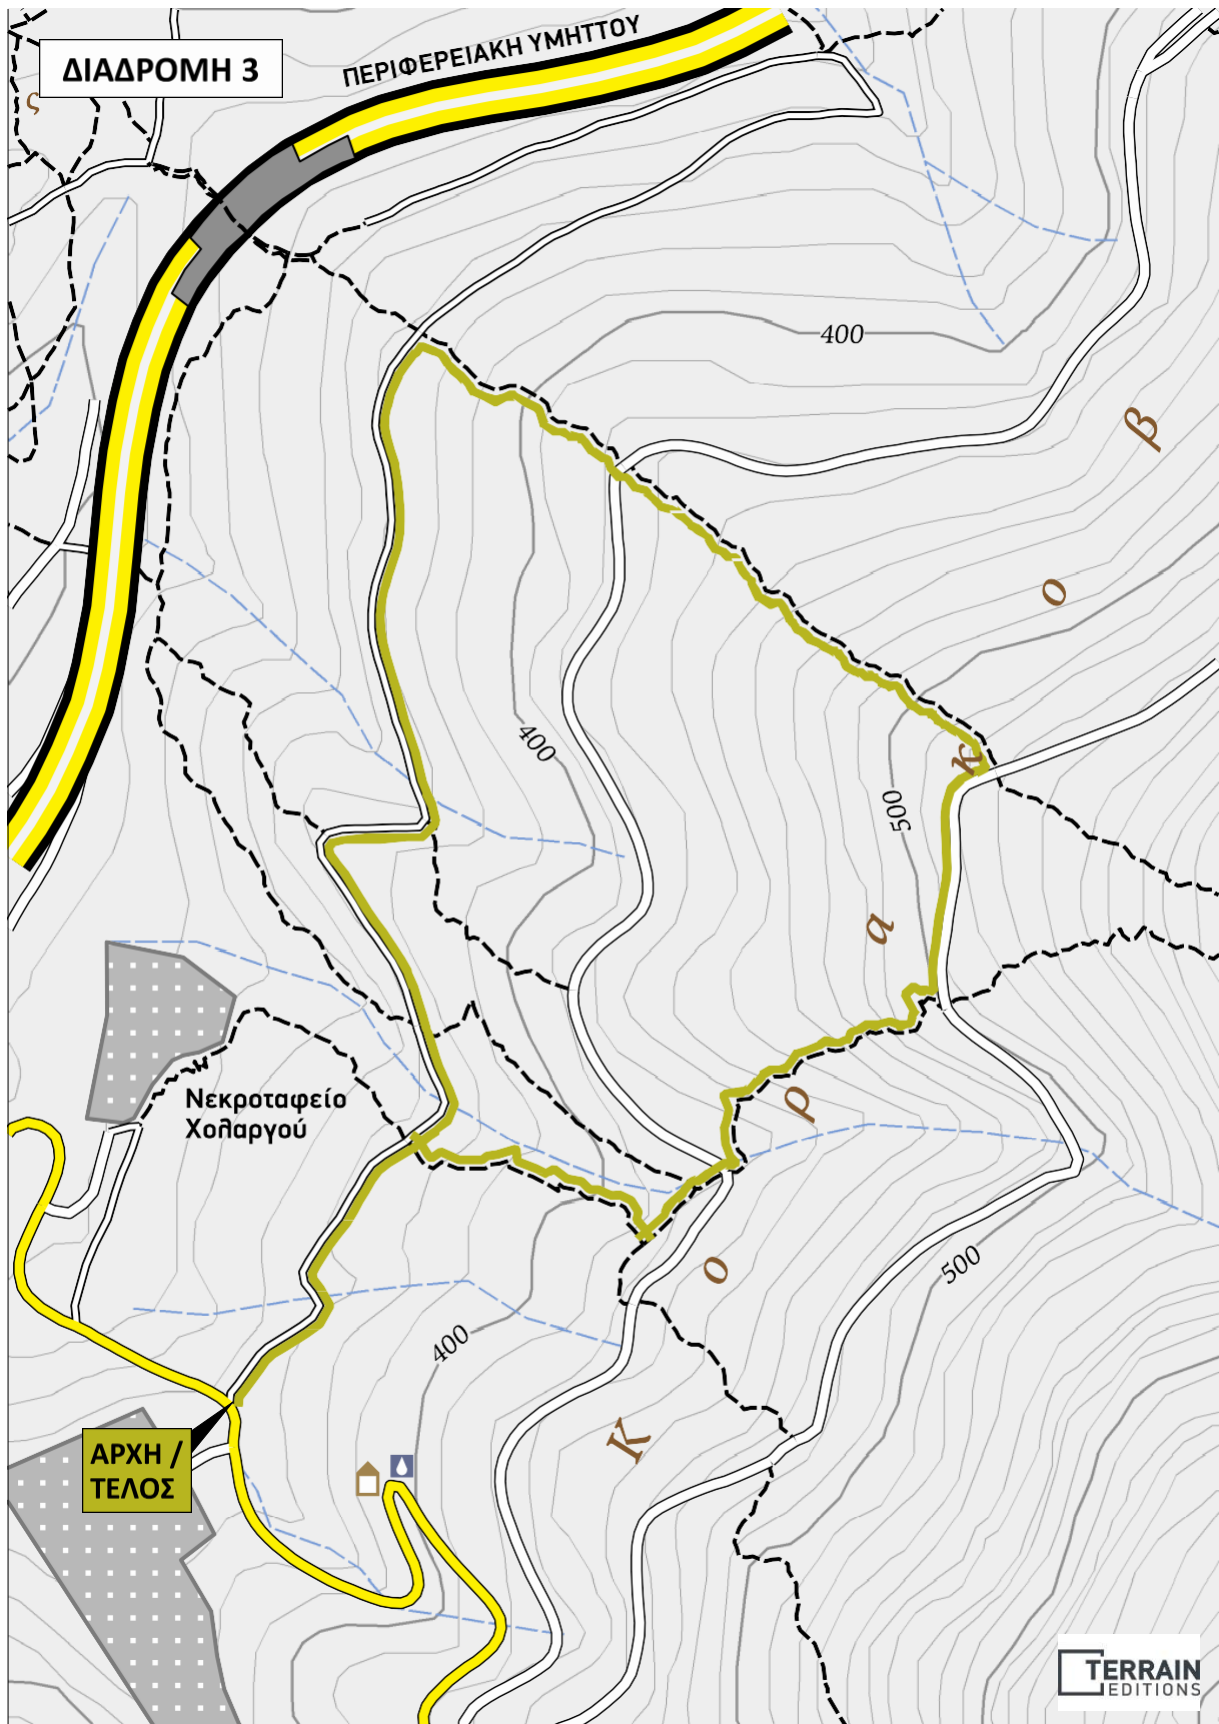 ΔΙΑΔΡΟΜΗ 3
ΠΕΡΙΦΕΡΕΙΑΚΗ ΥΜΗΤΤΟΥ
ς
400
β
ο
κ
400
500
α
ρ
Νεκροταφείο
Χολαργού
ο
500
400
Κ
ΑΡΧΗ /
ΤΕΛΟΣ
TERRAIN
EDITIONS